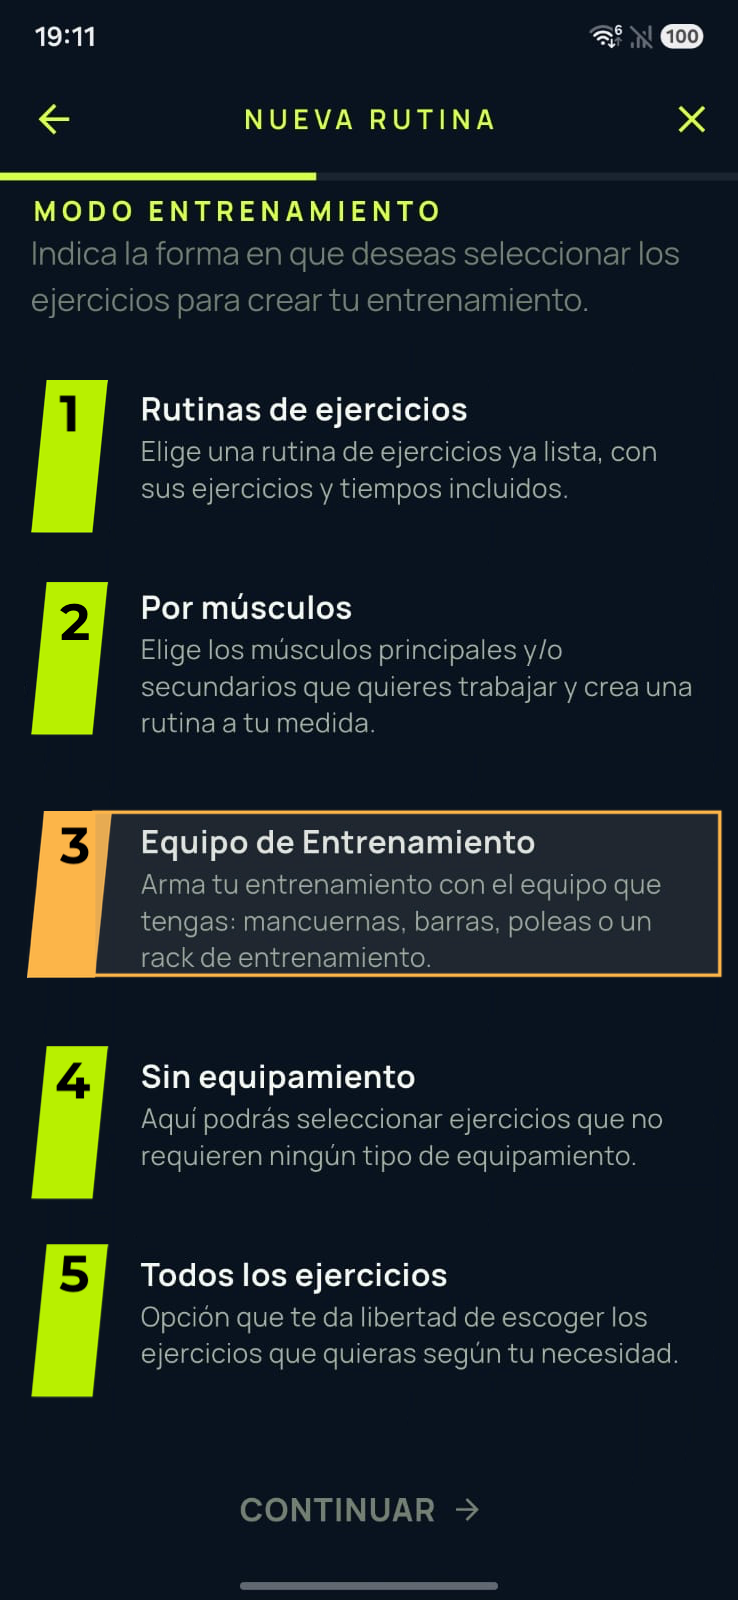 19:11
6
100
NUEVA RUTINA
MODO ENTRENAMIENTO
Indica la forma en que deseas seleccionar los
ejercicios para crear tu entrenamiento.
1
Rutinas de ejercicios
Elige una rutina de ejercicios ya lista, con
sus ejercicios y tiempos incluidos.
2
Por músculos
Elige los músculos principales y/o
secundarios que quieres trabajar y crea una
rutina a tu medida.
3
Equipo de Entrenamiento
Arma tu entrenamiento con el equipo que
tengas: mancuernas, barras, poleas o un
rack de entrenamiento.
4
Sin equipamiento
Aquí podrás seleccionar ejercicios que no
requieren ningún tipo de equipamiento.
5
Todos los ejercicios
Opción que te da libertad de escoger los
ejercicios que quieras según tu necesidad.
CONTINUAR